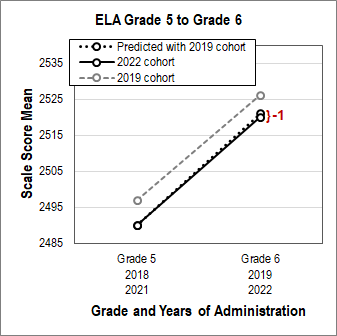 ELA Grade 5 to Grade 6
Predicted with 2019 cohort
2022 cohort
2019 cohort
2535
2525
2515
2505
2495
2485
}-1
Scale Score Mean
Grade 5
2018
2021
Grade 6
2019
2022
Grade and Years of Administration